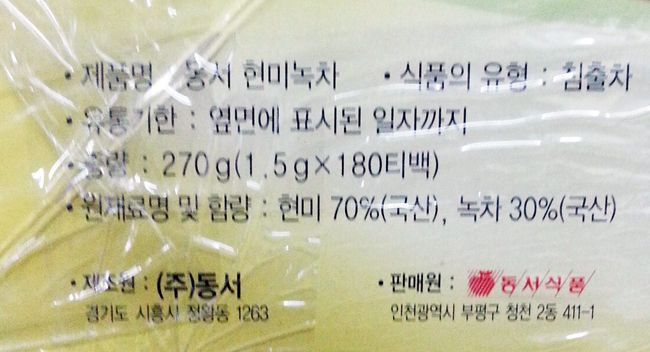 • 제품명 : 동서 현미녹차 • 식품의 유형 : 침출차
• 유통기한 : 옆면에 표시된 일자까지
• 중량 : 270g(1.5g×180티백)
• 원재료명 및 함량 : 현미 70%(국산), 녹차 30%(국산)
• 제조원 : (주)동서 • 판매원 : 동서식품
경기도 시흥시 정왕동 1263 인천광역시 부평구 청천 2동 411-1